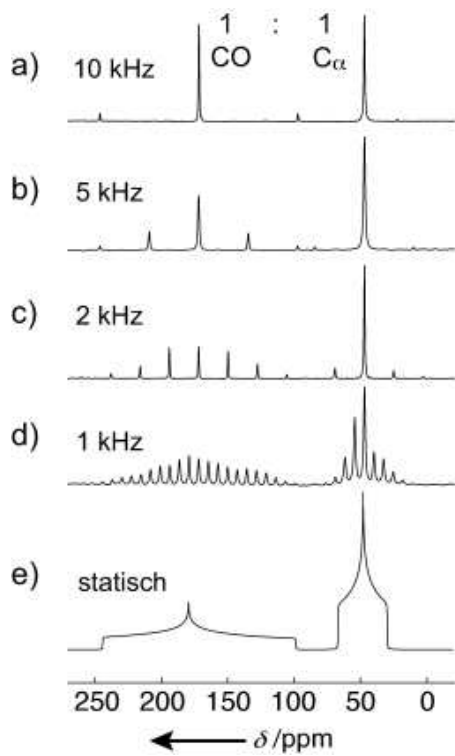 1 : 1
CO Cα
a) 10 kHz
b) 5 kHz
c) 2 kHz
d) 1 kHz
e) statisch
250 200 150 100 50 0
δ /ppm